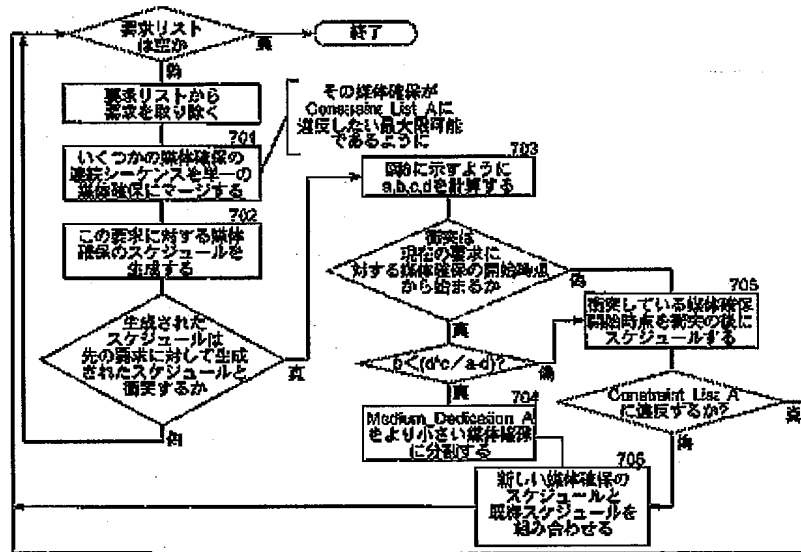 要求リスト
は空か
真
終了
偽
要求リストから
要求を取り除く
その媒体確保が
Constraint List Aに
違反しない最大限可能
であるように
701
いくつかの媒体確保の
連続シーケンスを単一の
媒体確保にマージする
702
この要求に対する媒体
確保のスケジュールを
生成する
生成された
スケジュールは
先の要求に対して生成
されたスケジュールと
衝突するか
真
偽
703
に示すように
a,b,c,dを計算する
衝突は
現在の要求に
対する媒体確保の開始時点
から始まるか
偽
真
b<(d*c/a-d)?
偽
真
704
Medium_Dedication_A
をより小さい媒体確保
に分割する
705
衝突している媒体確保
開始時点を衝突の後に
スケジュールする
Constraint List A
に違反するか?
真
偽
706
新しい媒体確保の
スケジュールと
既存スケジュールを
組み合わせる